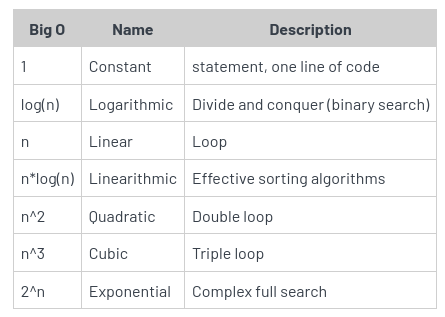 Big O Name Description
1 Constant statement, one line of code
log(n) Logarithmic Divide and conquer (binary search)
n Linear Loop
n*log(n) Linearithmic Effective sorting algorithms
n^2 Quadratic Double loop
n^3 Cubic Triple loop
2^n Exponential Complex full search